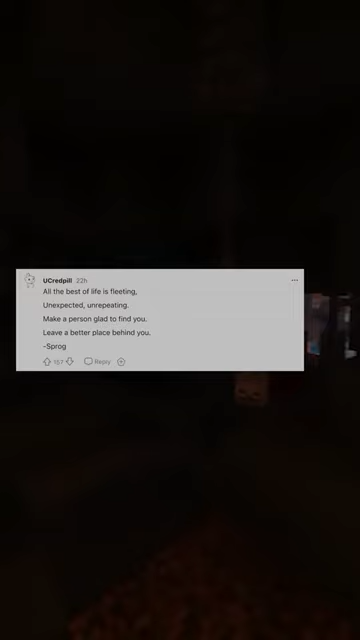 UCredpill 22h
All the best of life is fleeting,
Unexpected, unrepeating.
Make a person glad to find you.
Leave a better place behind you.
-Sprog
157 Reply